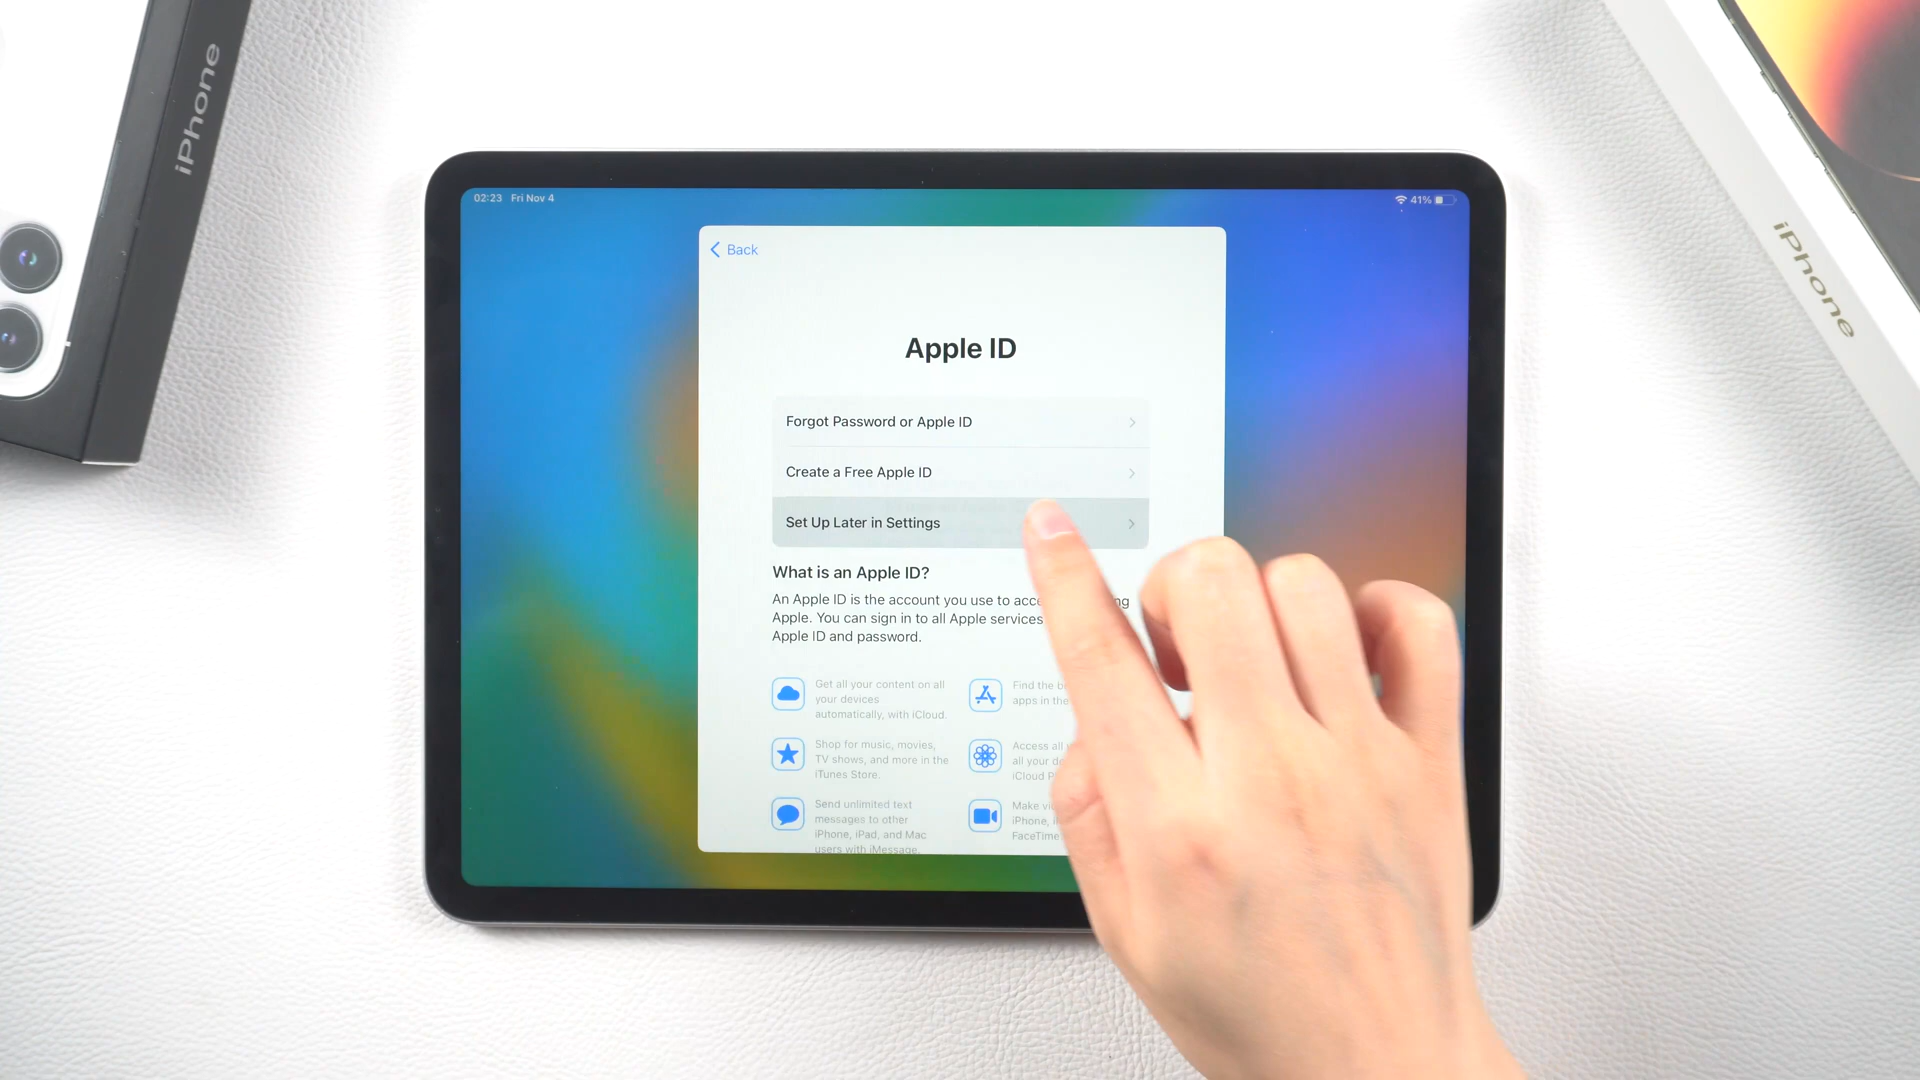 iPhone
iPhone
02:23 Fri Nov 4
41%
Back
Apple ID
Forgot Password or Apple ID
Create a Free Apple ID
Set Up Later in Settings
What is an Apple ID?
An Apple ID is the account you use to
Apple. You can sign in to all Apple services
Apple ID and password.
Get all your content on all
your devices
automatically, with iCloud.
Find the
apps in the
Shop for music, movies,
TV shows, and more in the
iTunes Store.
Access all
all your
iCloud
Send unlimited text
messages to other
iPhone, iPad, and Mac
users with iMessage.
Make
iPhone,
FaceTime